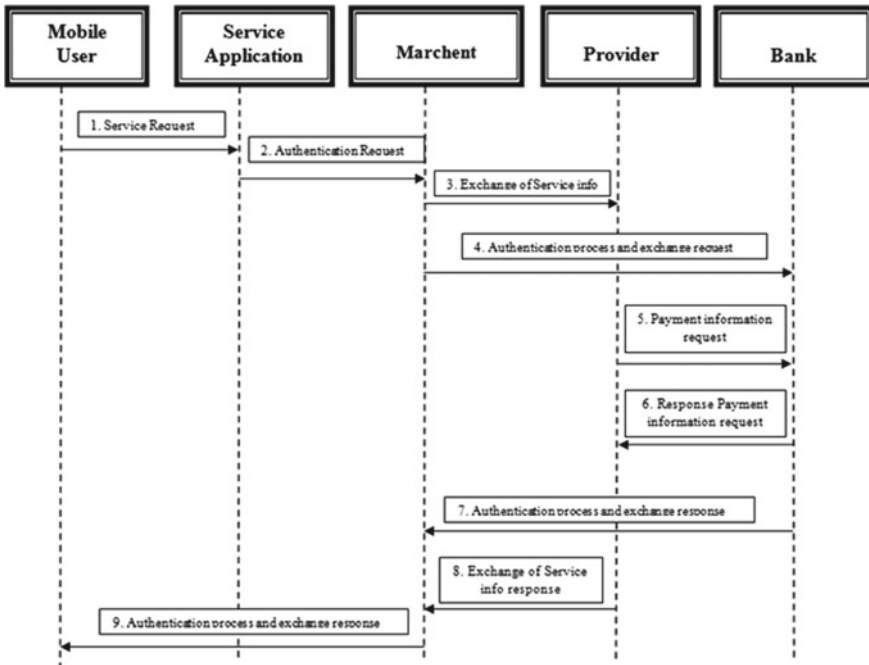 Mobile
User
Service
Application
Marchent
Provider
Bank
1. Service Request
2. Authentication Request
3. Exchange of Service info
4. Authentication process and exchange request
5. Payment information
request
6. Response Payment
information request
7. Authentication process and exchange response
8. Exchange of Service
info response
9. Authentication process and exchange response